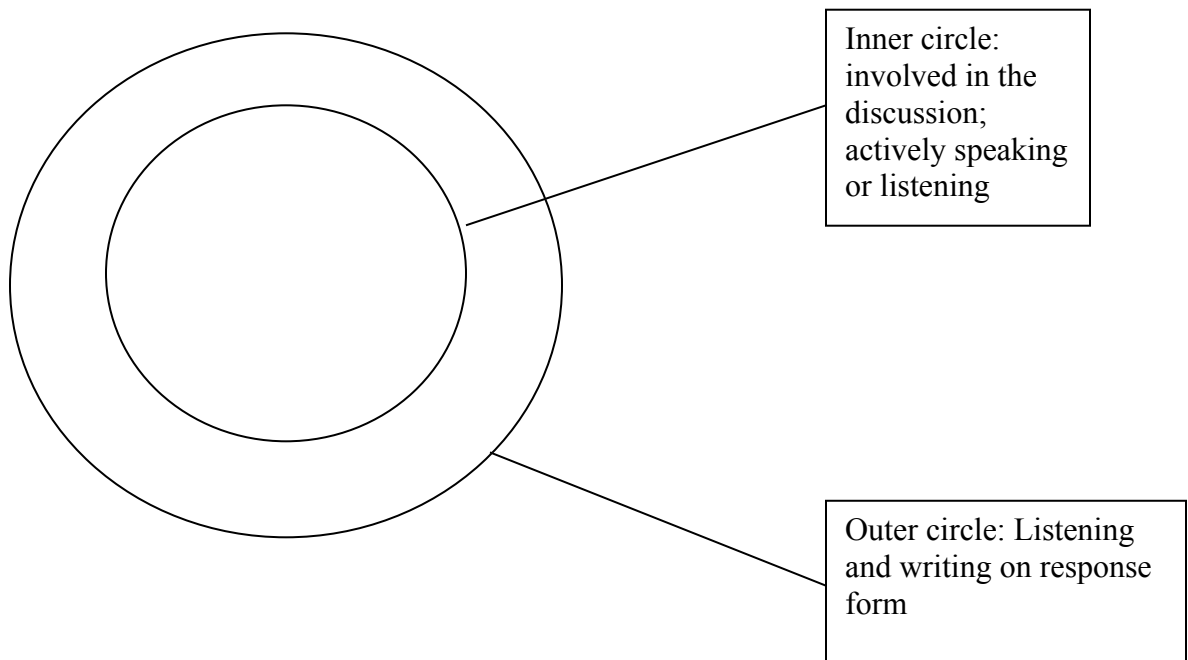 Inner circle:
involved in the
discussion;
actively speaking
or listening
Outer circle: Listening
and writing on response
form